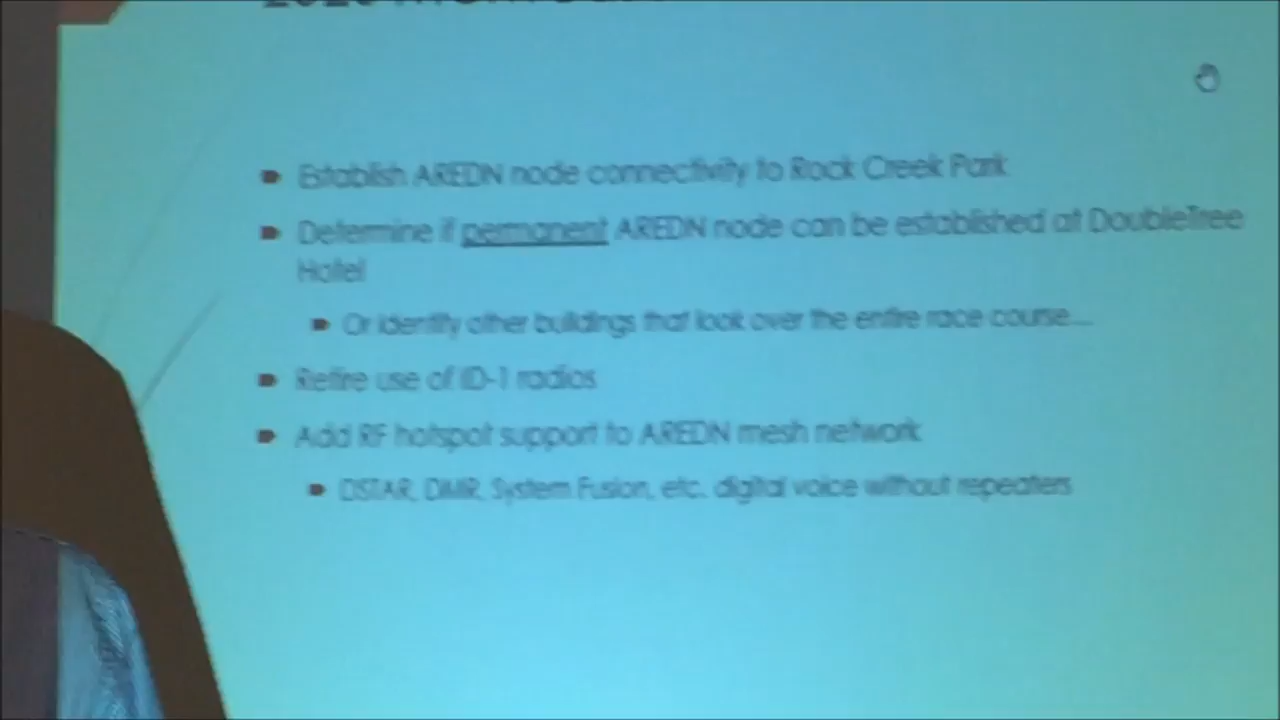 Establish AREDN node connectivity to Rock Creek Park
Determine if permanent AREDN node can be established at DoubleTree
Hotel
Or identify other buildings that look over the entire race course....
Retire use of ID-1 radios
Add RF hotspot support to AREDN mesh network
DSTAR, DMR, System Fusion, etc. digital voice without repeaters